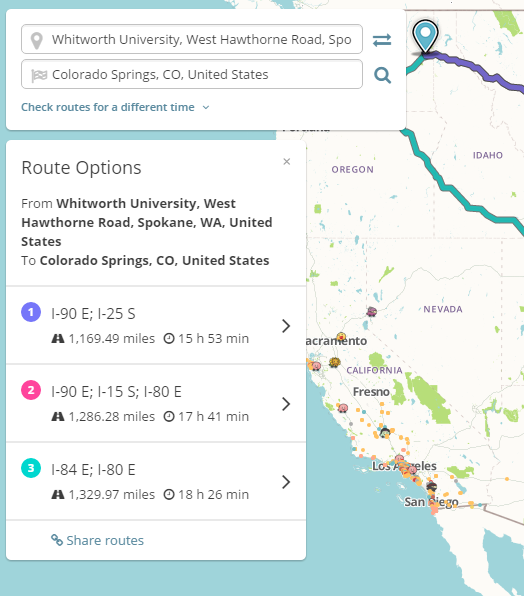 Whitworth University, West Hawthorne Road, Spo
Colorado Springs, CO, United States
Check routes for a different time
Route Options
×
From Whitworth University, West
Hawthorne Road, Spokane, WA, United
States
To Colorado Springs, CO, United States
1 I-90 E; I-25 S
1,169.49 miles 15 h 53 min
2 I-90 E; I-15 S; I-80 E
1,286.28 miles 17 h 41 min
3 I-84 E; I-80 E
1,329.97 miles 18 h 26 min
Share routes
IDAHO
OREGON
NEVADA
acramento
CALIFORNIA
Fresno
Los Angeles
San Diego